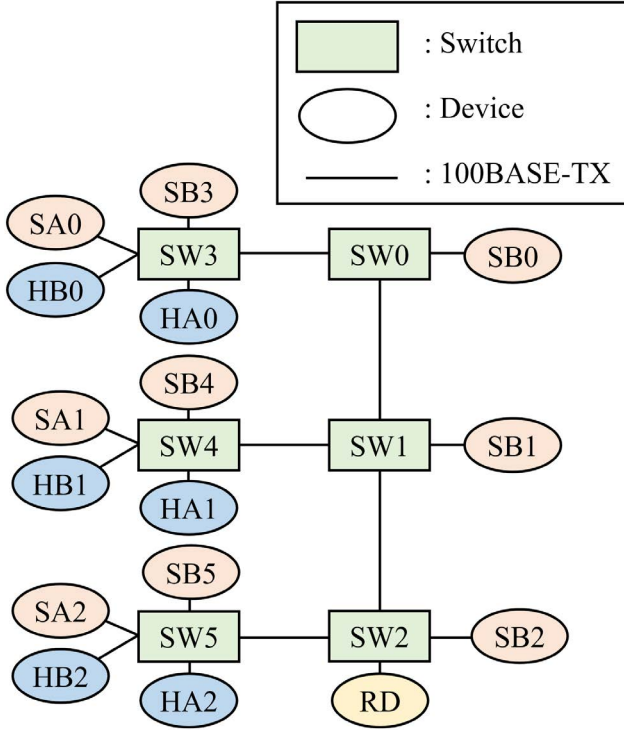 : Switch
: Device
: 100BASE-TX
SB3
SA0
SW3
SW0
SB0
HB0
HA0
SB4
SA1
SW4
SW1
SB1
HB1
HA1
SB5
SA2
SW5
SW2
SB2
HB2
HA2
RD